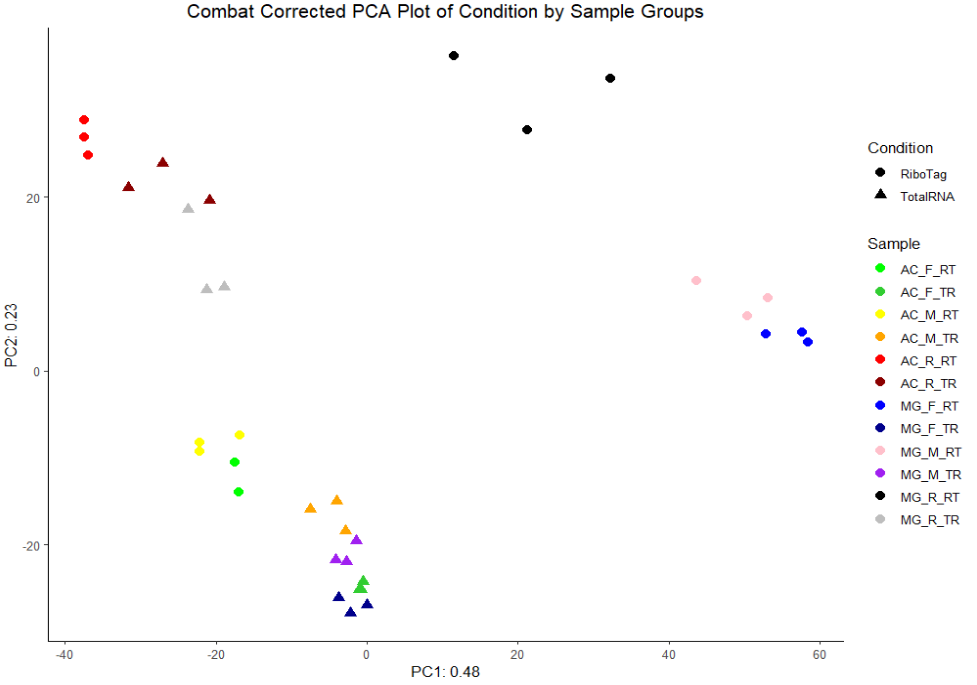 Combat Corrected PCA Plot of Condition by Sample Groups
PC2: 0.23
20
0
-20
-40
-20
0
20
40
60
PC1: 0.48
Condition
RiboTag
TotalRNA
Sample
AC_F_RT
AC_F_TR
AC_M_RT
AC_M_TR
AC_R_RT
AC_R_TR
MG_F_RT
MG_F_TR
MG_M_RT
MG_M_TR
MG_R_RT
MG_R_TR